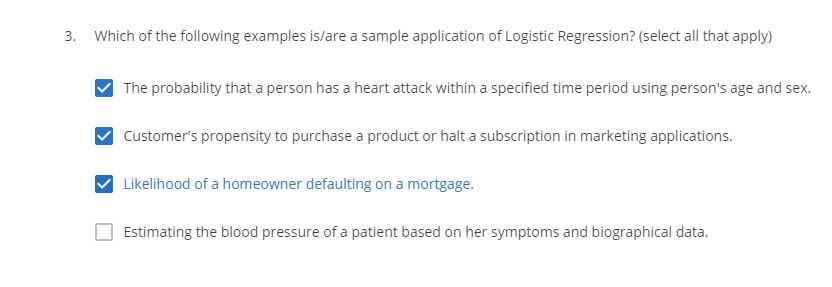 3. Which of the following examples is/are a sample application of Logistic Regression? (select all that apply)
The probability that a person has a heart attack within a specified time period using person's age and sex.
Customer's propensity to purchase a product or halt a subscription in marketing applications.
Likelihood of a homeowner defaulting on a mortgage.
Estimating the blood pressure of a patient based on her symptoms and biographical data.